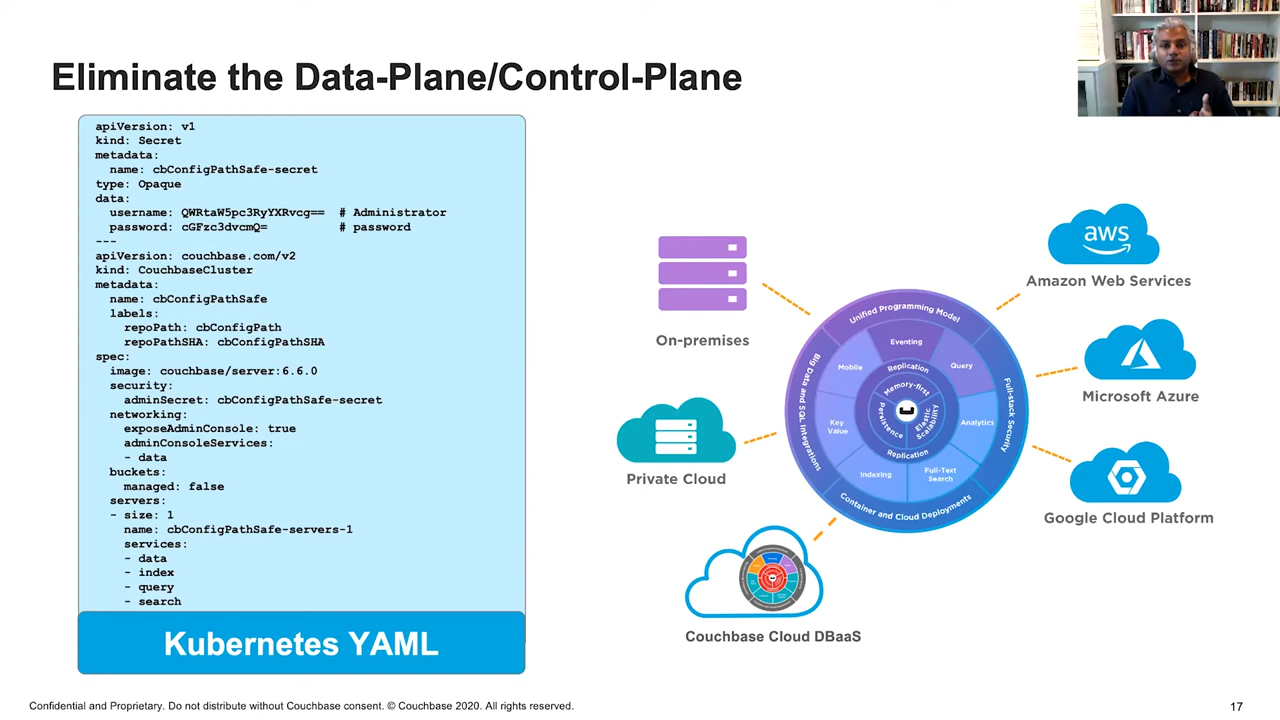 Eliminate the Data-Plane/Control-Plane
apiVersion: v1
kind: Secret
metadata:
  name: cbConfigPathSafe-secret
type: Opaque
data:
  username: QWRtaW5pc3RyYXRvcg==  # Administrator
  password: cGFzc3dvcmQ=          # password
---
apiVersion: couchbase.com/v2
kind: CouchbaseCluster
metadata:
  name: cbConfigPathSafe
  labels:
    repoPath: cbConfigPath
    repoPathSHA: cbConfigPathSHA
spec:
  image: couchbase/server:6.6.0
  security:
    adminSecret: cbConfigPathSafe-secret
  networking:
    exposeAdminConsole: true
    adminConsoleServices:
    - data
  buckets:
    managed: false
  servers:
  - size: 1
    name: cbConfigPathSafe-servers-1
    services:
    - data
    - index
    - query
    - search
Kubernetes YAML
On-premises
Private Cloud
Couchbase Cloud DBaaS
Unified Programming Model
Big Data and SQL Integrations
Full-stack Security
Container and Cloud Deployments
Eventing
Mobile
Query
Key
Value
Analytics
Indexing
Full-Text
Search
Replication
Memory-first
Persistence
Elastic
Scalability
Replication
aws
Amazon Web Services
Microsoft Azure
Google Cloud Platform
Confidential and Proprietary. Do not distribute without Couchbase consent. © Couchbase 2020. All rights reserved.
17